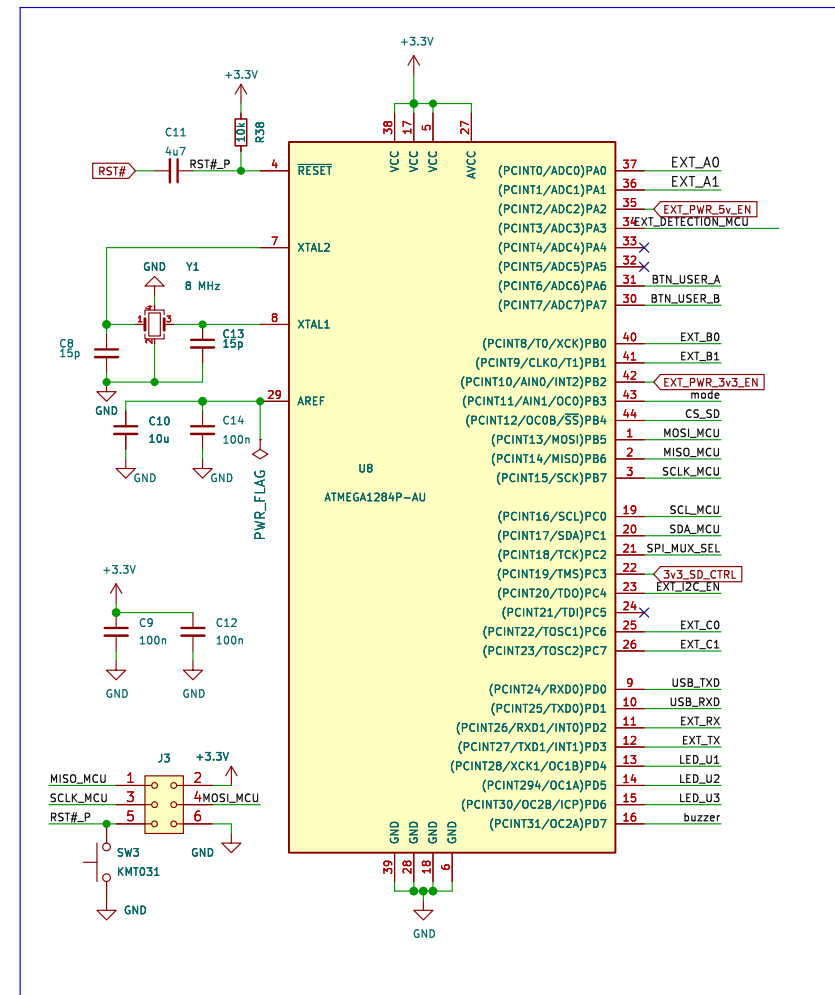 +3.3V
+3.3V
C11
4u7
10k
R38
RST#
RST#_P
4
RESET
38
17
5
27
VCC
VCC
VCC
AVCC
7
XTAL2
GND
Y1
8 MHz
4
1
3
2
8
XTAL1
C8
15p
C13
15p
GND
29
AREF
C10
10u
C14
100n
GND
GND
PWR_FLAG
U8
ATMEGA1284P-AU
(PCINT0/ADC0)PA0 37 EXT_A0
(PCINT1/ADC1)PA1 36 EXT_A1
(PCINT2/ADC2)PA2 35 EXT_PWR_5v_EN
(PCINT3/ADC3)PA3 34 EXT_DETECTION_MCU
(PCINT4/ADC4)PA4 33
(PCINT5/ADC5)PA5 32
(PCINT6/ADC6)PA6 31 BTN_USER_A
(PCINT7/ADC7)PA7 30 BTN_USER_B
(PCINT8/T0/XCK)PB0 40 EXT_B0
(PCINT9/CLKO/T1)PB1 41 EXT_B1
(PCINT10/AIN0/INT2)PB2 42 EXT_PWR_3v3_EN
(PCINT11/AIN1/OC0)PB3 43 mode
(PCINT12/OC0B/SS)PB4 44 CS_SD
(PCINT13/MOSI)PB5 1 MOSI_MCU
(PCINT14/MISO)PB6 2 MISO_MCU
(PCINT15/SCK)PB7 3 SCLK_MCU
(PCINT16/SCL)PC0 19 SCL_MCU
(PCINT17/SDA)PC1 20 SDA_MCU
(PCINT18/TCK)PC2 21 SPI_MUX_SEL
(PCINT19/TMS)PC3 22 3v3_SD_CTRL
(PCINT20/TDO)PC4 23 EXT_I2C_EN
(PCINT21/TDI)PC5 24
(PCINT22/TOSC1)PC6 25 EXT_C0
(PCINT23/TOSC2)PC7 26 EXT_C1
(PCINT24/RXD0)PD0 9 USB_TXD
(PCINT25/TXD0)PD1 10 USB_RXD
(PCINT26/RXD1/INT0)PD2 11 EXT_RX
(PCINT27/TXD1/INT1)PD3 12 EXT_TX
(PCINT28/XCK1/OC1B)PD4 13 LED_U1
(PCINT294/OC1A)PD5 14 LED_U2
(PCINT30/OC2B/ICP)PD6 15 LED_U3
(PCINT31/OC2A)PD7 16 buzzer
+3.3V
C9
100n
C12
100n
GND
GND
J3
+3.3V
MISO_MCU 1 2
SCLK_MCU 3 4 MOSI_MCU
RST#_P 5 6
GND
SW3
KMT031
GND
GND
GND
GND
GND
39
28
18
6
GND